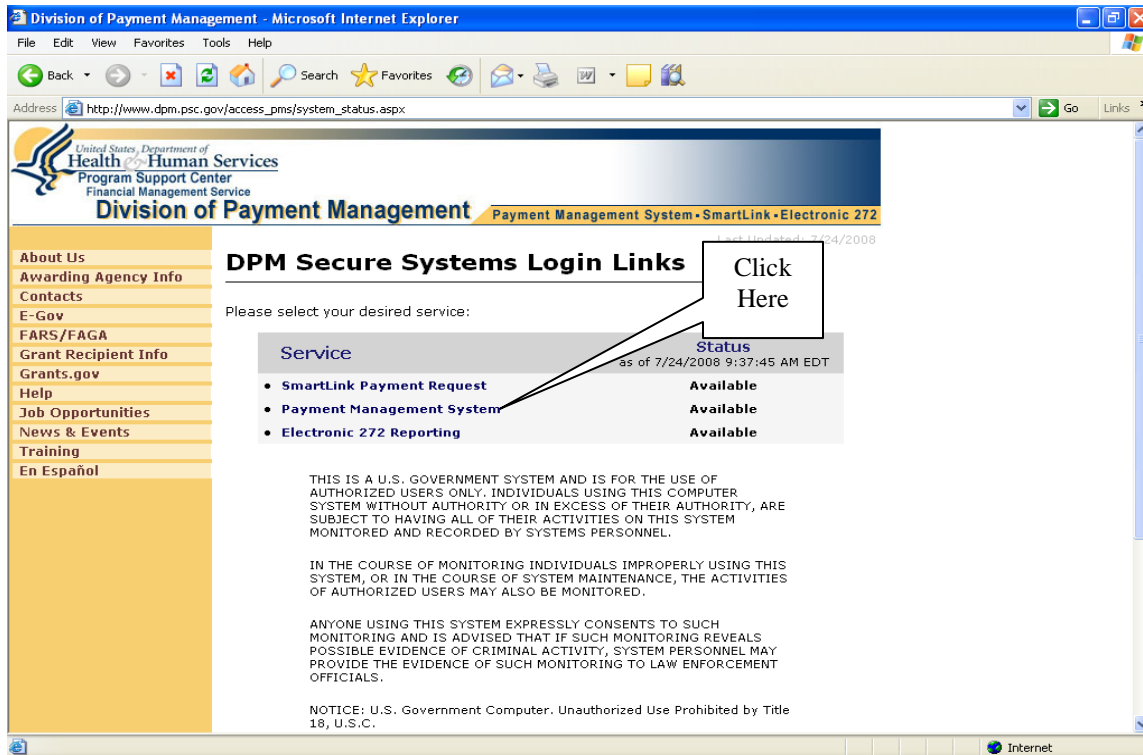 Division of Payment Management - Microsoft Internet Explorer
File Edit View Favorites Tools Help
Back Search Favorites
Address http://www.dpm.psc.gov/access_pms/system_status.aspx Go Links
United States, Department of
Health & Human Services
Program Support Center
Financial Management Service
Division of Payment Management
Payment Management System - SmartLink - Electronic 272
Last Updated: 7/24/2008
About Us
Awarding Agency Info
Contacts
E-Gov
FARS/FAGA
Grant Recipient Info
Grants.gov
Help
Job Opportunities
News & Events
Training
En Español
DPM Secure Systems Login Links
Click
Here
Please select your desired service:
Service Status
as of 7/24/2008 9:37:45 AM EDT
• SmartLink Payment Request Available
• Payment Management System Available
• Electronic 272 Reporting Available
THIS IS A U.S. GOVERNMENT SYSTEM AND IS FOR THE USE OF
AUTHORIZED USERS ONLY. INDIVIDUALS USING THIS COMPUTER
SYSTEM WITHOUT AUTHORITY OR IN EXCESS OF THEIR AUTHORITY, ARE
SUBJECT TO HAVING ALL OF THEIR ACTIVITIES ON THIS SYSTEM
MONITORED AND RECORDED BY SYSTEMS PERSONNEL.
IN THE COURSE OF MONITORING INDIVIDUALS IMPROPERLY USING THIS
SYSTEM, OR IN THE COURSE OF SYSTEM MAINTENANCE, THE ACTIVITIES
OF AUTHORIZED USERS MAY ALSO BE MONITORED.
ANYONE USING THIS SYSTEM EXPRESSLY CONSENTS TO SUCH
MONITORING AND IS ADVISED THAT IF SUCH MONITORING REVEALS
POSSIBLE EVIDENCE OF CRIMINAL ACTIVITY, SYSTEM PERSONNEL MAY
PROVIDE THE EVIDENCE OF SUCH MONITORING TO LAW ENFORCEMENT
OFFICIALS.
NOTICE: U.S. Government Computer. Unauthorized Use Prohibited by Title
18, U.S.C.
Internet